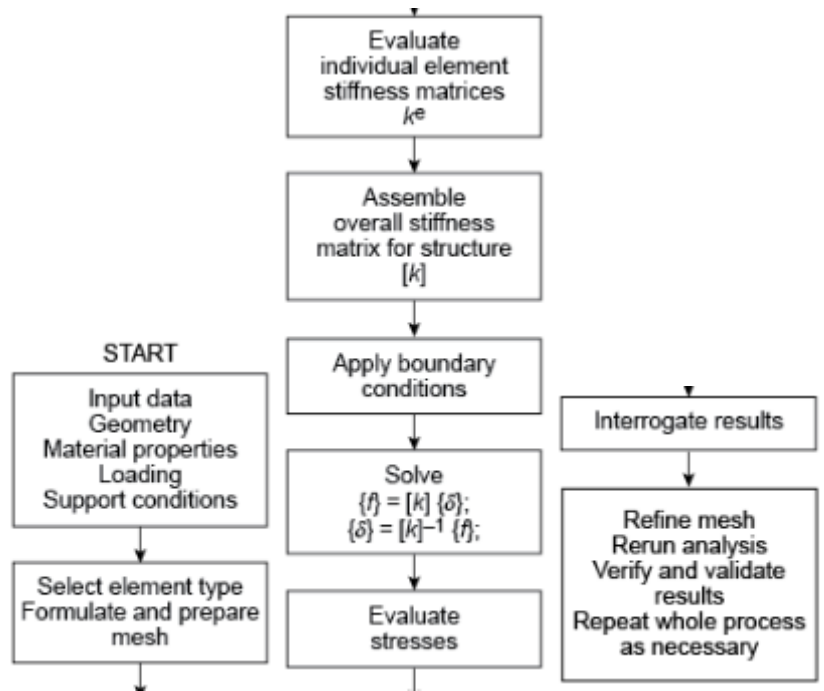 START
Input data
Geometry
Material properties
Loading
Support conditions
Select element type
Formulate and prepare
mesh
Evaluate
individual element
stiffness matrices
kᵉ
Assemble
overall stiffness
matrix for structure
[k]
Apply boundary
conditions
Solve
{f} = [k] {δ};
{δ} = [k]⁻¹ {f};
Evaluate
stresses
Interrogate results
Refine mesh
Rerun analysis
Verify and validate
results
Repeat whole process
as necessary